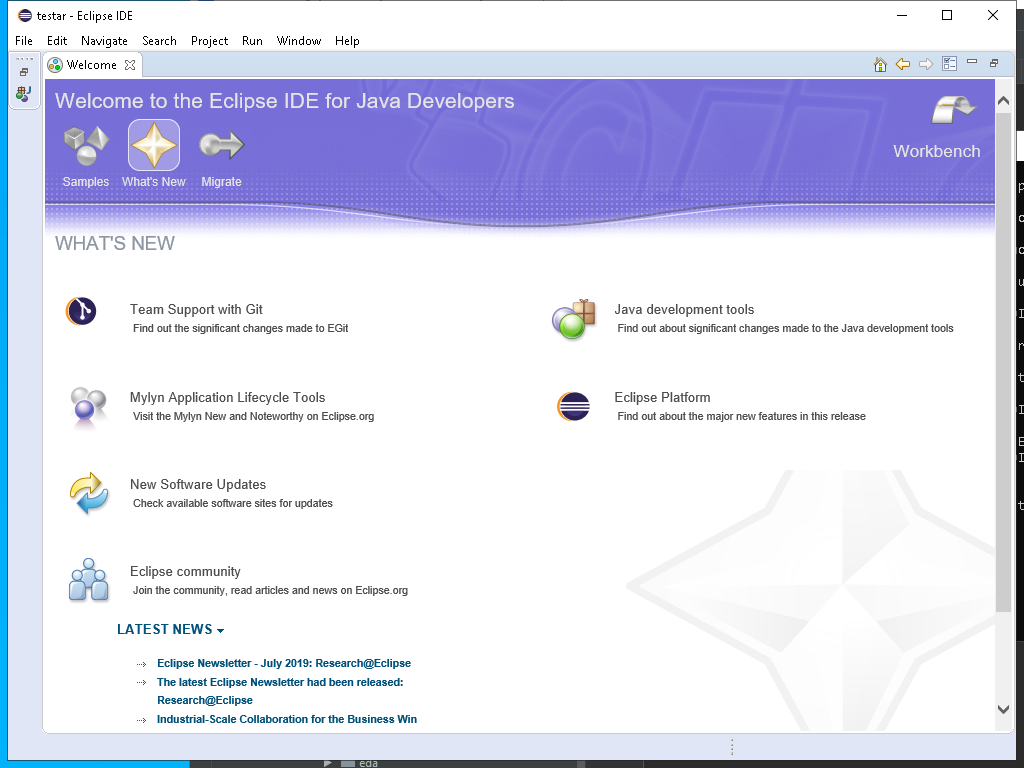 testar - Eclipse IDE
File Edit Navigate Search Project Run Window Help
Welcome
Welcome to the Eclipse IDE for Java Developers
Samples What's New Migrate
Workbench
WHAT'S NEW
Team Support with Git
Find out the significant changes made to EGit
Java development tools
Find out about significant changes made to the Java development tools
Mylyn Application Lifecycle Tools
Visit the Mylyn New and Noteworthy on Eclipse.org
Eclipse Platform
Find out about the major new features in this release
New Software Updates
Check available software sites for updates
Eclipse community
Join the community, read articles and news on Eclipse.org
LATEST NEWS
Eclipse Newsletter - July 2019: Research@Eclipse
The latest Eclipse Newsletter had been released:
Research@Eclipse
Industrial-Scale Collaboration for the Business Win
eda